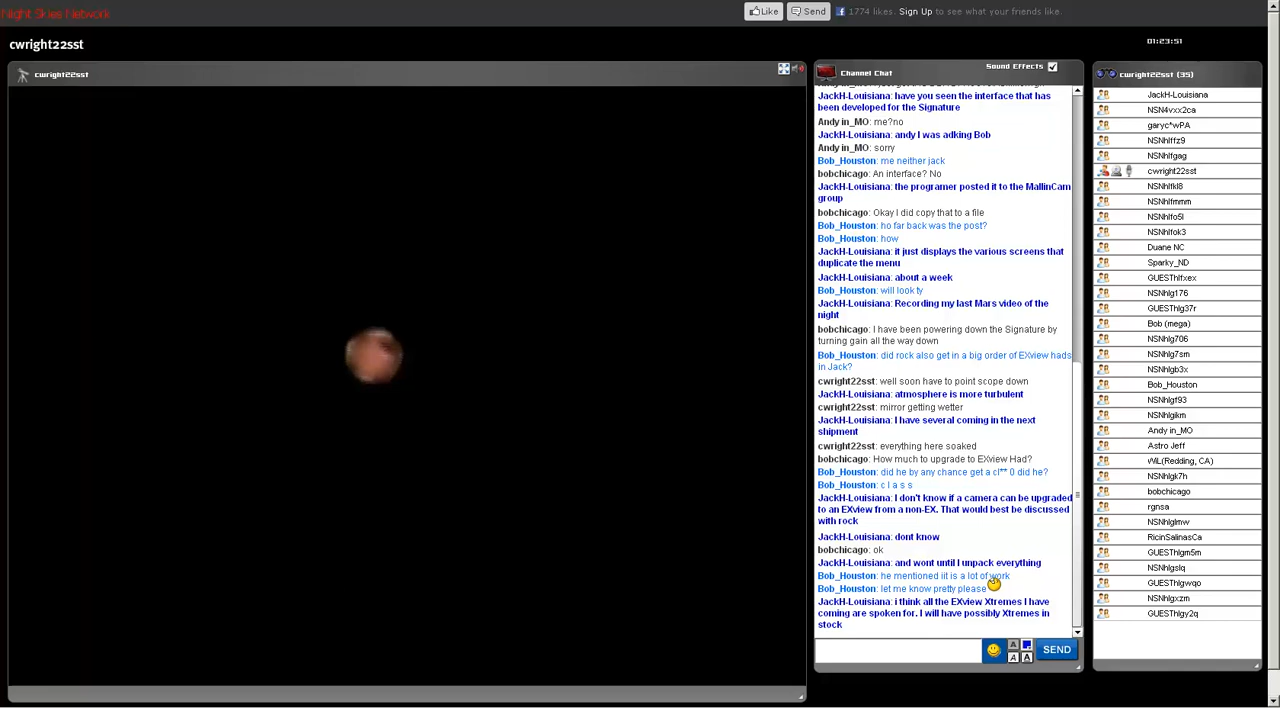 Night Skies Network
Like
Send
1774 likes. Sign Up to see what your friends like.
cwright22sst
01:23:51
cwright22sst
Channel Chat
Sound Effects
JackH-Louisiana: have you seen the interface that has
been developed for the Signature
Andy in_MO: me?no
JackH-Louisiana: andy I was adking Bob
Andy in_MO: sorry
Bob_Houston: me neither jack
bobchicago: An interface? No
JackH-Louisiana: the programer posted it to the MallinCam
group
bobchicago: Okay I did copy that to a file
Bob_Houston: ho far back was the post?
Bob_Houston: how
JackH-Louisiana: it just displays the various screens that
duplicate the menu
JackH-Louisiana: about a week
Bob_Houston: will look ty
JackH-Louisiana: Recording my last Mars video of the
night
bobchicago: I have been powering down the Signature by
turning gain all the way down
Bob_Houston: did rock also get in a big order of EXview hads
in Jack?
cwright22sst: well soon have to point scope down
JackH-Louisiana: atmosphere is more turbulent
cwright22sst: mirror getting wetter
JackH-Louisiana: I have several coming in the next
shipment
cwright22sst: everything here soaked
bobchicago: How much to upgrade to EXview Had?
Bob_Houston: did he by any chance get a cl** 0 did he?
Bob_Houston: c l a s s
JackH-Louisiana: I don't know if a camera can be upgraded
to an EXview from a non-EX. That would best be discussed
with rock
JackH-Louisiana: dont know
bobchicago: ok
JackH-Louisiana: and wont until I unpack everything
Bob_Houston: he mentioned iit is a lot of work
Bob_Houston: let me know pretty please
JackH-Louisiana: i think all the EXview Xtremes I have
coming are spoken for. I will have possibly Xtremes in
stock
A
A
A
SEND
cwright22sst (35)
JackH-Louisiana
NSN4vxx2ca
garyc*wPA
NSNhlffz9
NSNhlfgag
cwright22sst
NSNhlfkl8
NSNhlfmmm
NSNhlfo5l
NSNhlfok3
Duane NC
Sparky_ND
GUESThlfxex
NSNhlg176
GUESThlg37r
Bob (mega)
NSNhlg706
NSNhlg7sm
NSNhlgb3x
Bob_Houston
NSNhlgf93
NSNhlgikm
Andy in_MO
Astro Jeff
WiL(Redding, CA)
NSNhlgk7h
bobchicago
rgnsa
NSNhlglmw
RicinSalinasCa
GUESThlgm5m
NSNhlgslq
GUESThlgwqo
NSNhlgxzm
GUESThlgy2q